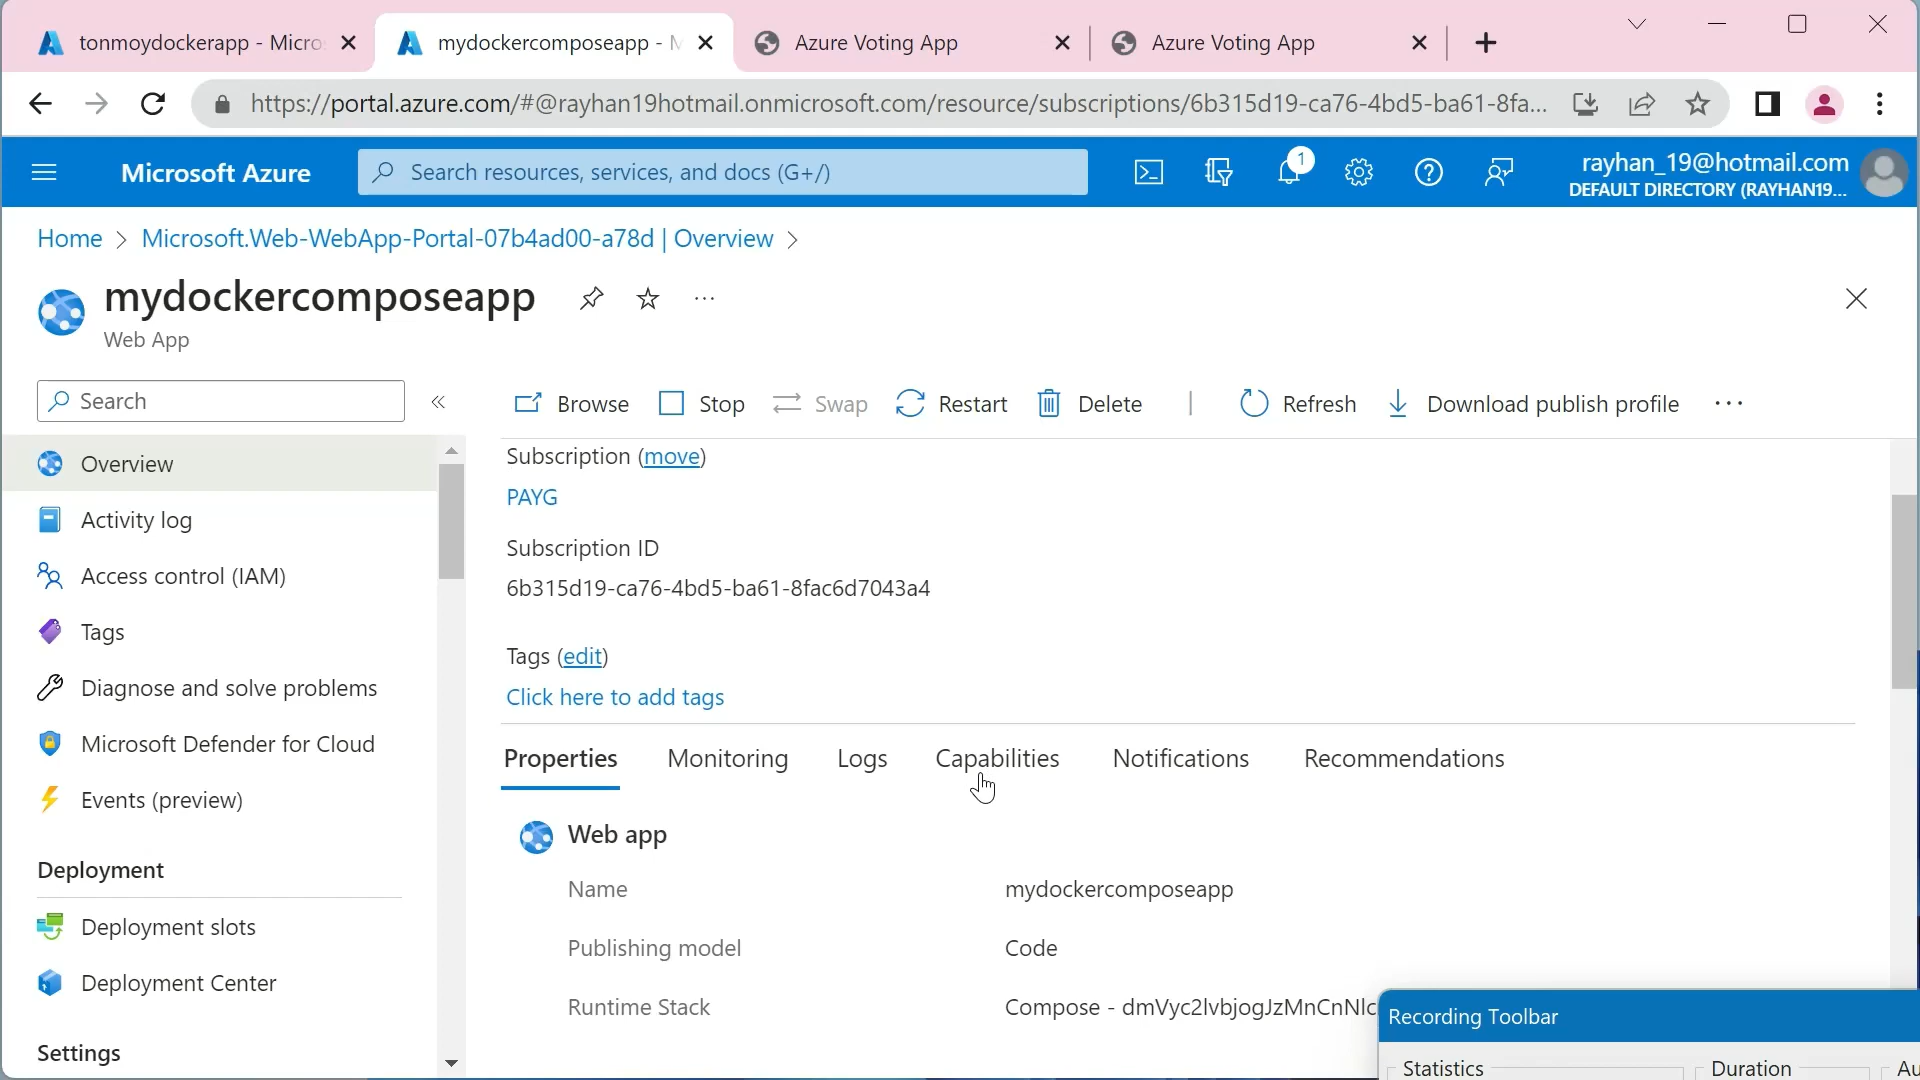 tonmoydockerapp - Micro
mydockercomposeapp - M
Azure Voting App
Azure Voting App
https://portal.azure.com/#@rayhan19hotmail.onmicrosoft.com/resource/subscriptions/6b315d19-ca76-4bd5-ba61-8fa...
Microsoft Azure
Search resources, services, and docs (G+/)
1
rayhan_19@hotmail.com
DEFAULT DIRECTORY (RAYHAN19...
Home > Microsoft.Web-WebApp-Portal-07b4ad00-a78d | Overview >
mydockercomposeapp
Web App
Search
Browse Stop Swap Restart Delete Refresh Download publish profile
Overview
Activity log
Access control (IAM)
Tags
Diagnose and solve problems
Microsoft Defender for Cloud
Events (preview)
Deployment
Deployment slots
Deployment Center
Settings
Subscription (move)
PAYG
Subscription ID
6b315d19-ca76-4bd5-ba61-8fac6d7043a4
Tags (edit)
Click here to add tags
Properties Monitoring Logs Capabilities Notifications Recommendations
Web app
Name mydockercomposeapp
Publishing model Code
Runtime Stack Compose - dmVyc2lvbjogJzMnCnNlc
Recording Toolbar
Statistics Duration Au